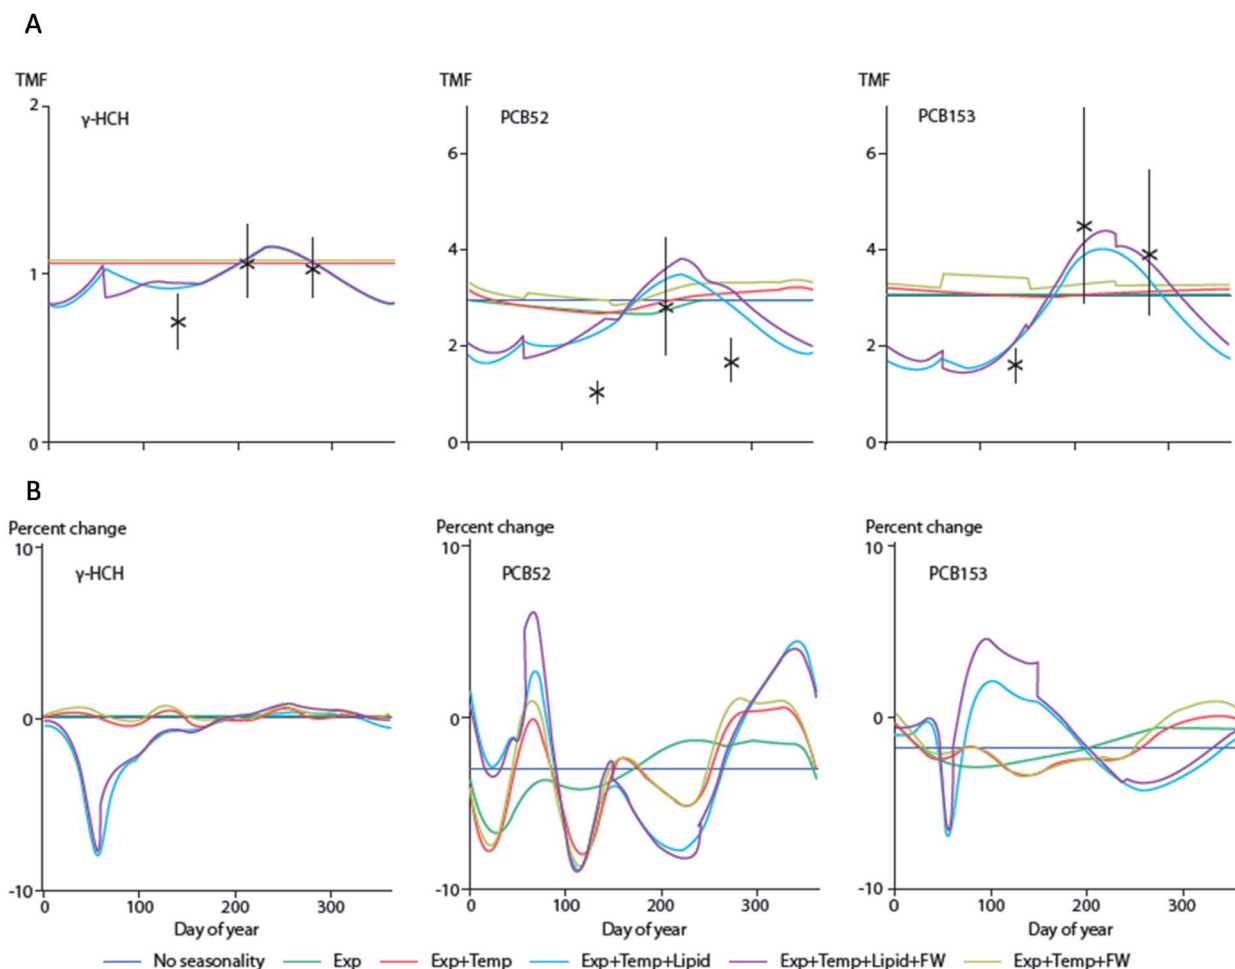 A
TMF TMF TMF
γ-HCH PCB52 PCB153
2 6 6
1 4 4
2 2
0 0 0
B
Percent change Percent change Percent change
10 10 10
γ-HCH PCB52 PCB153
0 0 0
-10 -10 -10
0 100 200 300 100 200 300 0 100 200 300
Day of year Day of year Day of year
No seasonality Exp Exp+Temp Exp+Temp+Lipid Exp+Temp+Lipid+FW Exp+Temp+FW